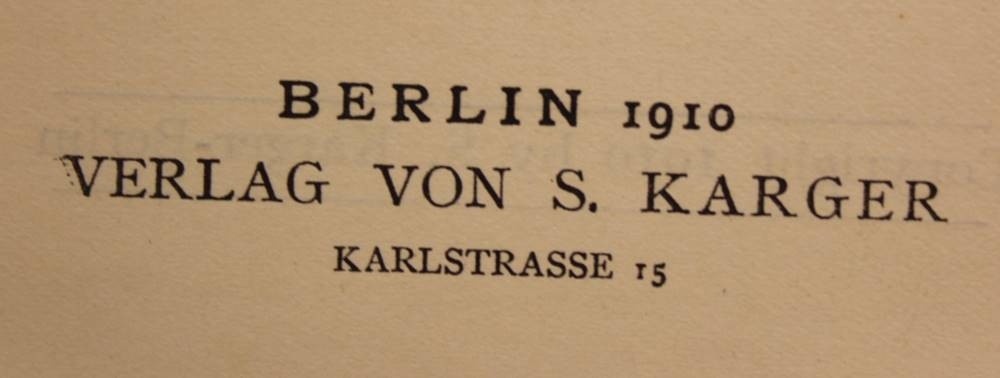 BERLIN 1910
VERLAG VON S. KARGER
KARLSTRASSE 15